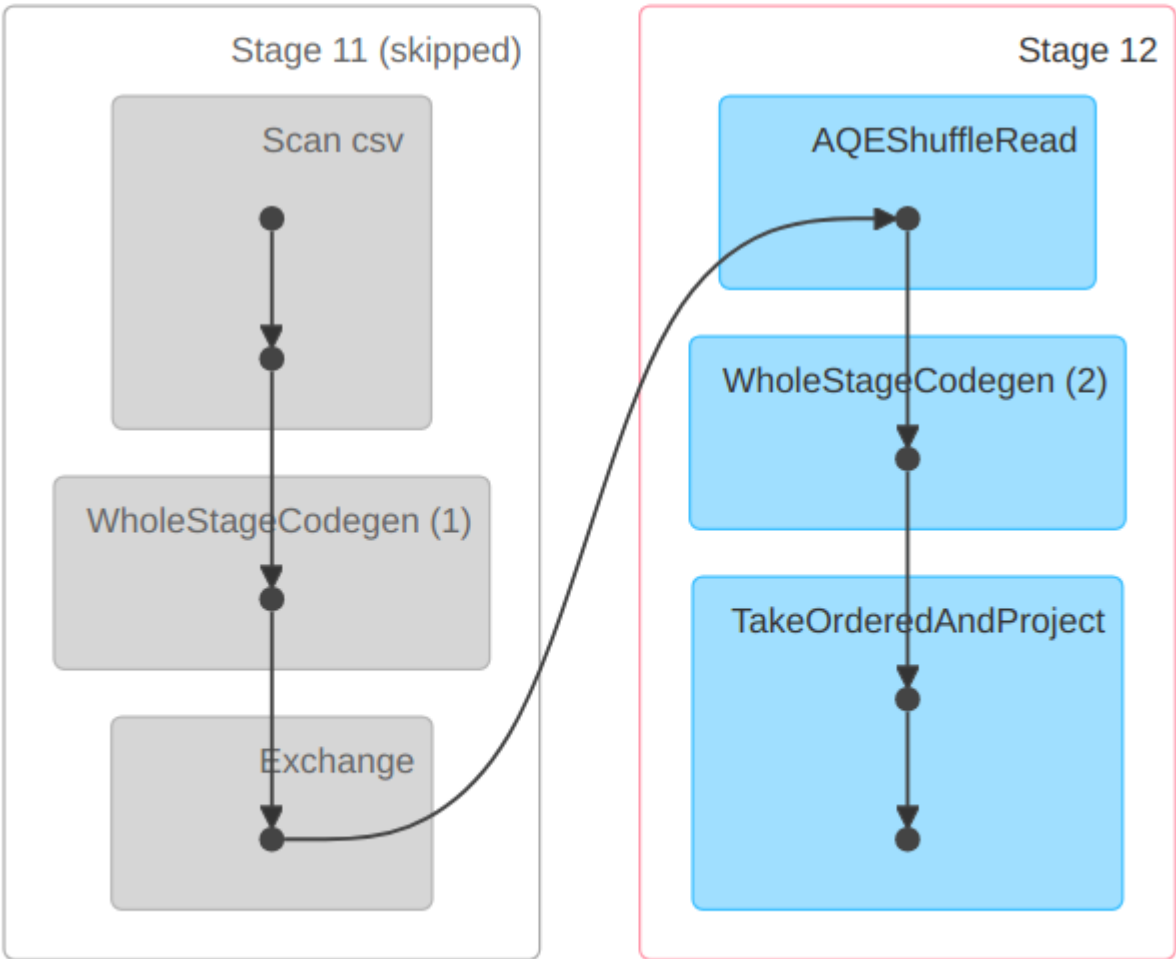 Stage 11 (skipped)
Scan csv
WholeStageCodegen (1)
Exchange
Stage 12
AQEShuffleRead
WholeStageCodegen (2)
TakeOrderedAndProject